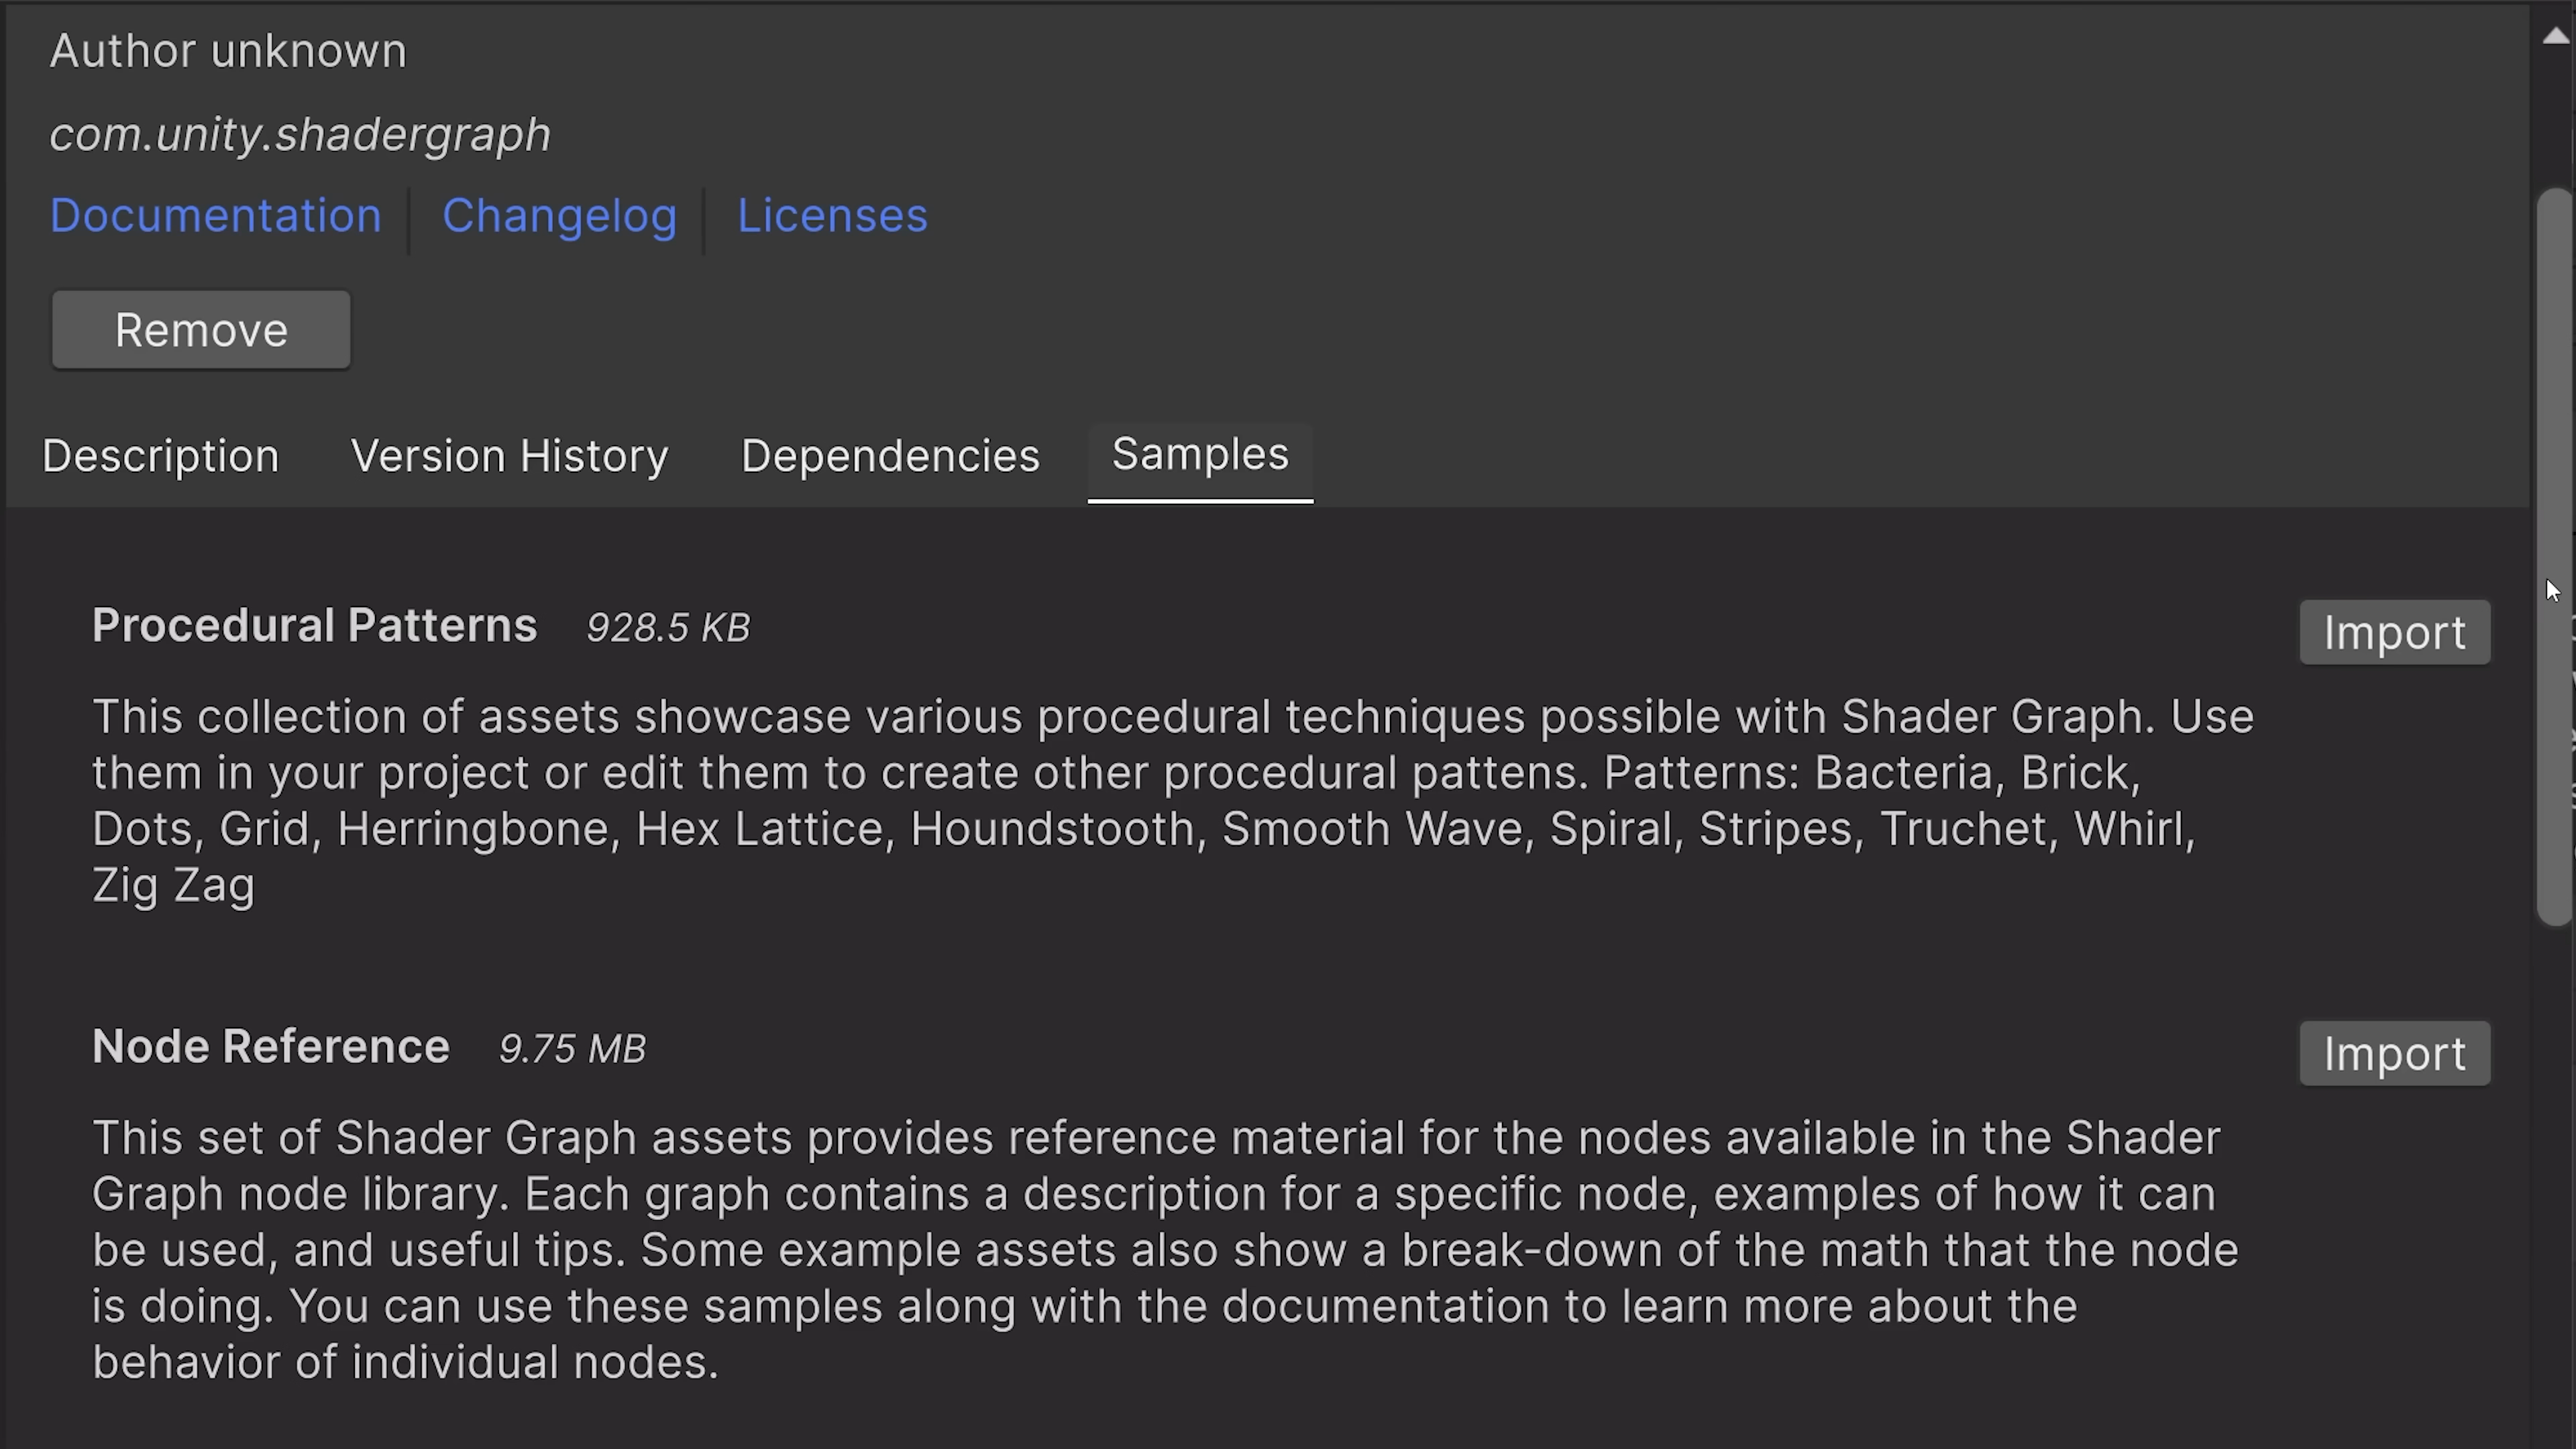 Author unknown
com.unity.shadergraph
Documentation Changelog Licenses
Remove
Description Version History Dependencies Samples
Procedural Patterns 928.5 KB Import
This collection of assets showcase various procedural techniques possible with Shader Graph. Use
them in your project or edit them to create other procedural pattens. Patterns: Bacteria, Brick,
Dots, Grid, Herringbone, Hex Lattice, Houndstooth, Smooth Wave, Spiral, Stripes, Truchet, Whirl,
Zig Zag
Node Reference 9.75 MB Import
This set of Shader Graph assets provides reference material for the nodes available in the Shader
Graph node library. Each graph contains a description for a specific node, examples of how it can
be used, and useful tips. Some example assets also show a break-down of the math that the node
is doing. You can use these samples along with the documentation to learn more about the
behavior of individual nodes.